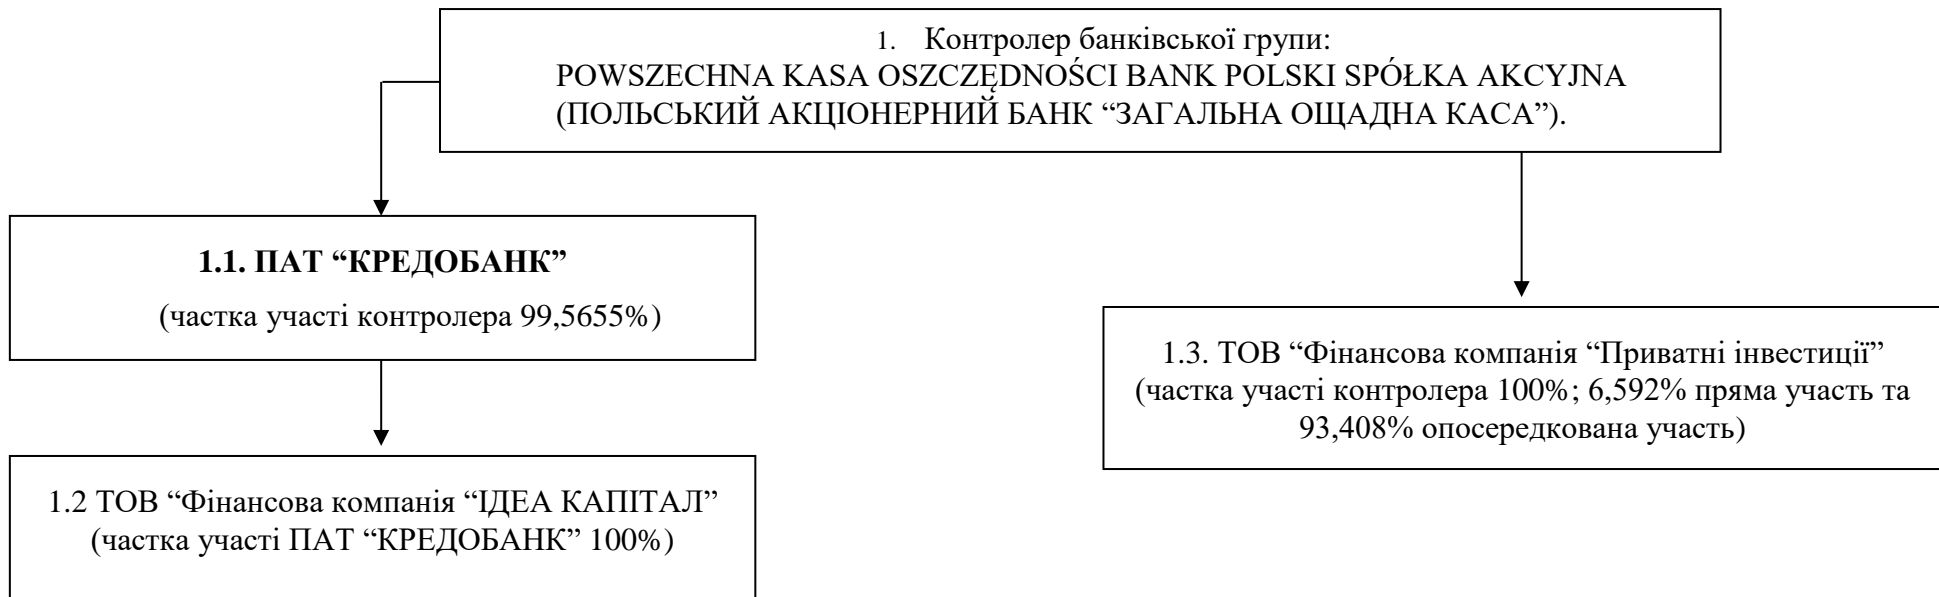 1. Контролер банківської групи:
POWSZECHNA KASA OSZCZĘDNOŚCI BANK POLSKI SPÓŁKA AKCYJNA
(ПОЛЬСЬКИЙ АКЦІОНЕРНИЙ БАНК “ЗАГАЛЬНА ОЩАДНА КАСА”).
1.1. ПАТ “КРЕДОБАНК”
(частка участі контролера 99,5655%)
1.2 ТОВ “Фінансова компанія “ІДЕА КАПІТАЛ”
(частка участі ПАТ “КРЕДОБАНК” 100%)
1.3. ТОВ “Фінансова компанія “Приватні інвестиції”
(частка участі контролера 100%; 6,592% пряма участь та
93,408% опосередкована участь)